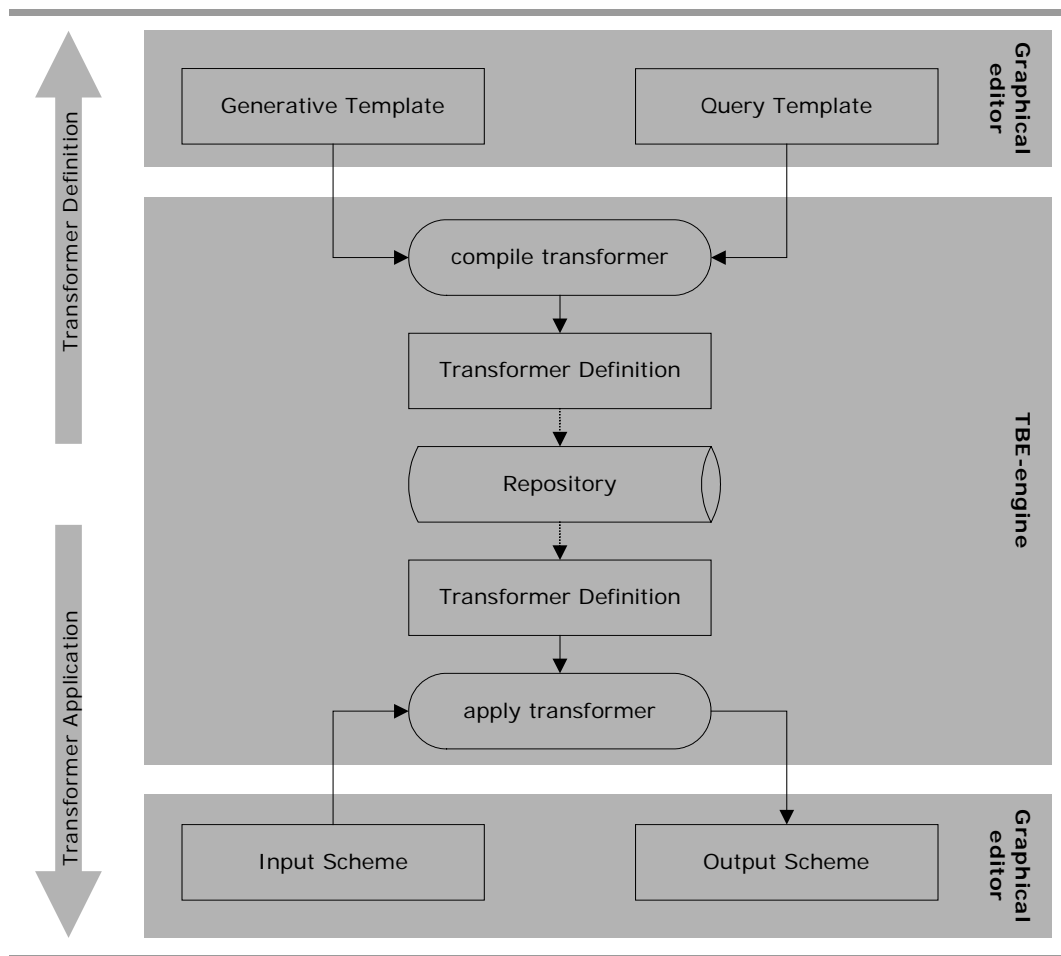 Transformer Definition
Generative Template
Query Template
Graphical
editor
compile transformer
Transformer Definition
Repository
Transformer Definition
apply transformer
TBE-engine
Transformer Application
Input Scheme
Output Scheme
Graphical
editor